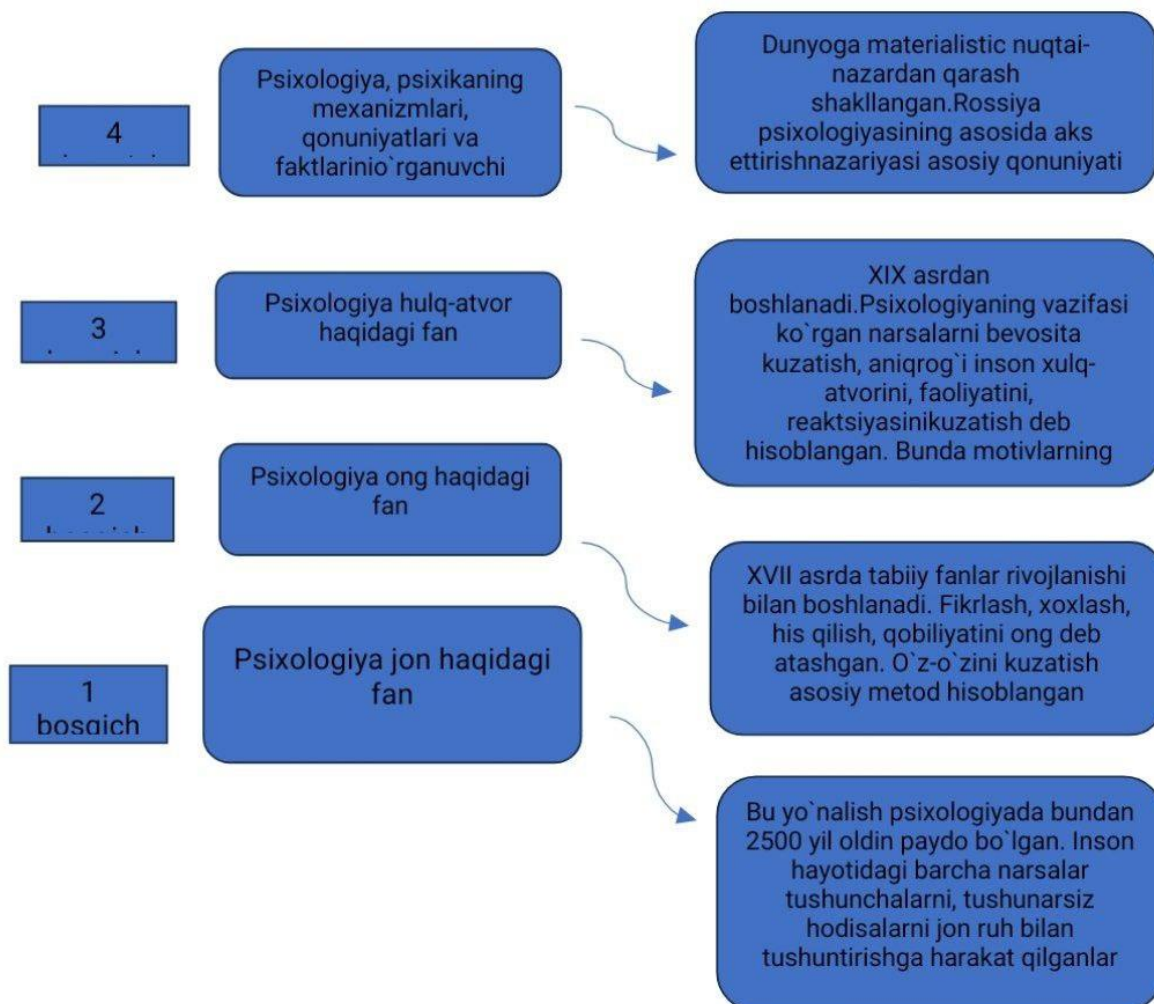 4
Psixologiya, psixikaning
mexanizmlari,
qonuniyatlari va
faktlarinio`rganuvchi
Dunyoga materialistic nuqtai-
nazardan qarash
shakllangan.Rossiya
psixologiyasining asosida aks
ettirishnazariyasi asosiy qonuniyati
3
Psixologiya hulq-atvor
haqidagi fan
XIX asrdan
boshlanadi.Psixologiyaning vazifasi
ko`rgan narsalarni bevosita
kuzatish, aniqrog`i inson xulq-
atvorini, faoliyatini,
reaktsiyasinikuzatish deb
hisoblangan. Bunda motivlarning
2
Psixologiya ong haqidagi
fan
XVII asrda tabiiy fanlar rivojlanishi
bilan boshlanadi. Fikrlash, xoxlash,
his qilish, qobiliyatini ong deb
atashgan. O`z-o`zini kuzatish
asosiy metod hisoblangan
1
bosqich
Psixologiya jon haqidagi
fan
Bu yo`nalish psixologiyada bundan
2500 yil oldin paydo bo`lgan. Inson
hayotidagi barcha narsalar
tushunchalarni, tushunarsiz
hodisalarni jon ruh bilan
tushuntirishga harakat qilganlar